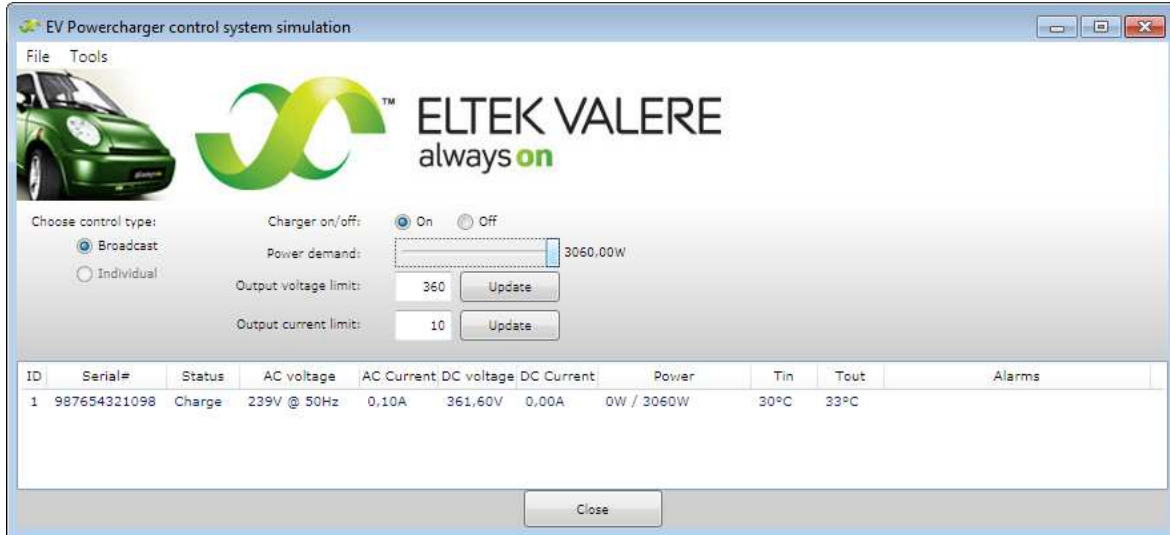 EV Powercharger control system simulation
File Tools
™
ELTEK VALERE
always on
Choose control type:
Broadcast
Individual
Charger on/off: On Off
Power demand: 3060,00W
Output voltage limit: 360 Update
Output current limit: 10 Update
ID Serial# Status AC voltage AC Current DC voltage DC Current Power Tin Tout Alarms
1 987654321098 Charge 239V @ 50Hz 0,10A 361,60V 0,00A 0W / 3060W 30°C 33°C
Close